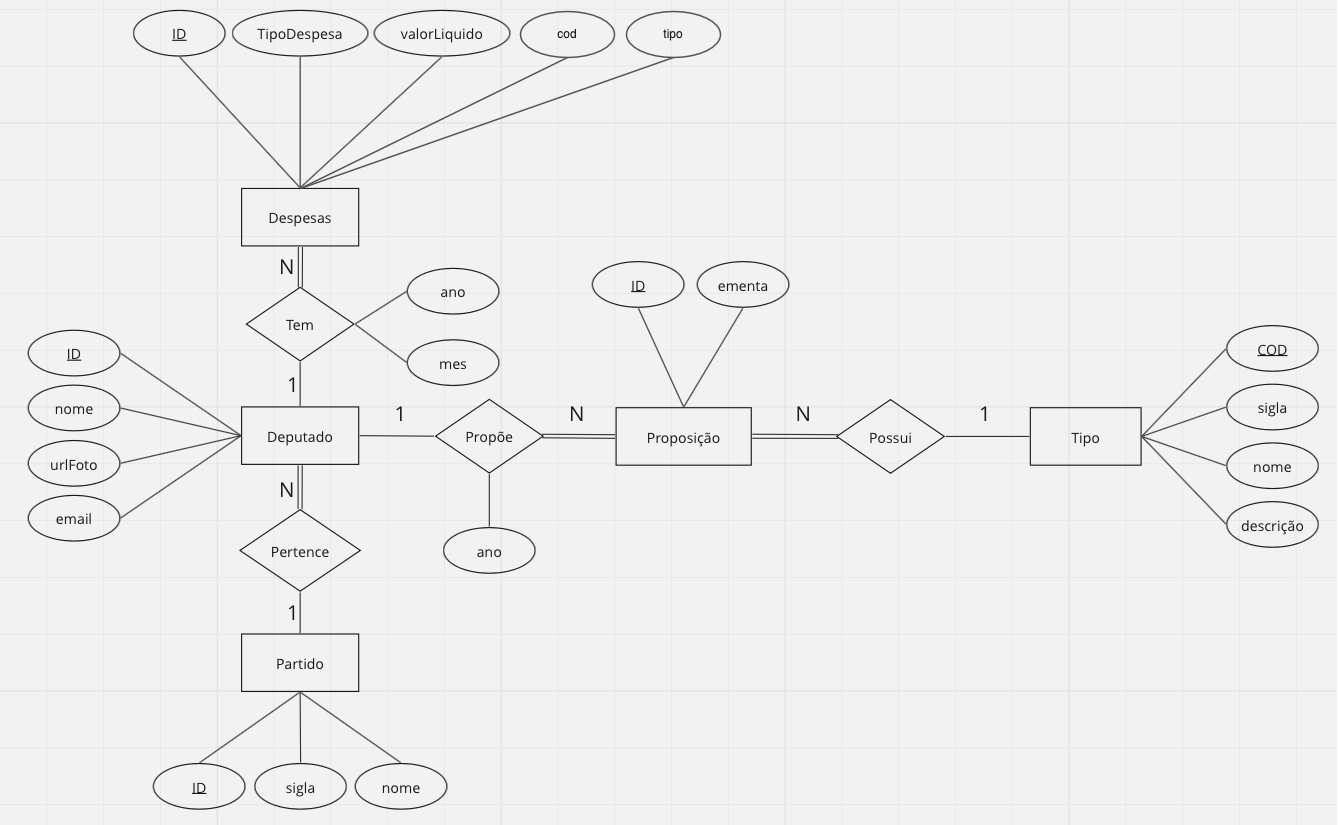 ID
TipoDespesa
valorLiquido
cod
tipo
Despesas
N
Tem
ano
mes
1
ID
nome
urlFoto
email
Deputado
1
Propõe
N
ano
ID
ementa
Proposição
N
Possui
1
Tipo
COD
sigla
nome
descrição
N
Pertence
1
Partido
ID
sigla
nome